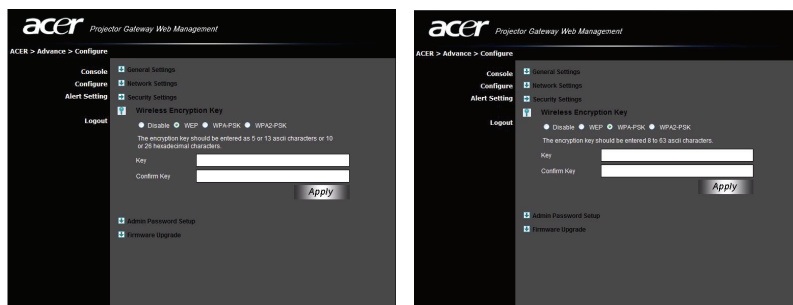 acer Projector Gateway Web Management
ACER > Advance > Configure
Console
Configure
Alert Setting
Logout
General Settings
Network Settings
Security Settings
Wireless Encryption Key
Disable WEP WPA-PSK WPA2-PSK
The encryption key should be entered as 5 or 13 ascii characters or 10
or 26 hexadecimal characters.
Key
Confirm Key
Apply
Admin Password Setup
Firmware Upgrade
acer Projector Gateway Web Management
ACER > Advance > Configure
Console
Configure
Alert Setting
Logout
General Settings
Network Settings
Security Settings
Wireless Encryption Key
Disable WEP WPA-PSK WPA2-PSK
The encryption key should be entered 8 to 63 ascii characters.
Key
Confirm Key
Apply
Admin Password Setup
Firmware Upgrade